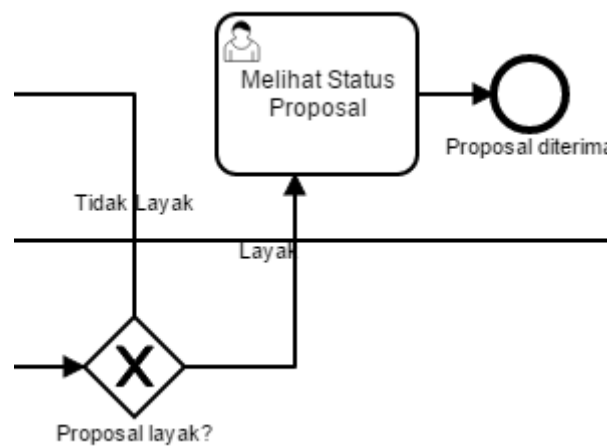 Melihat Status
Proposal
Proposal diterima
Tidak Layak
Layak
X
Proposal layak?